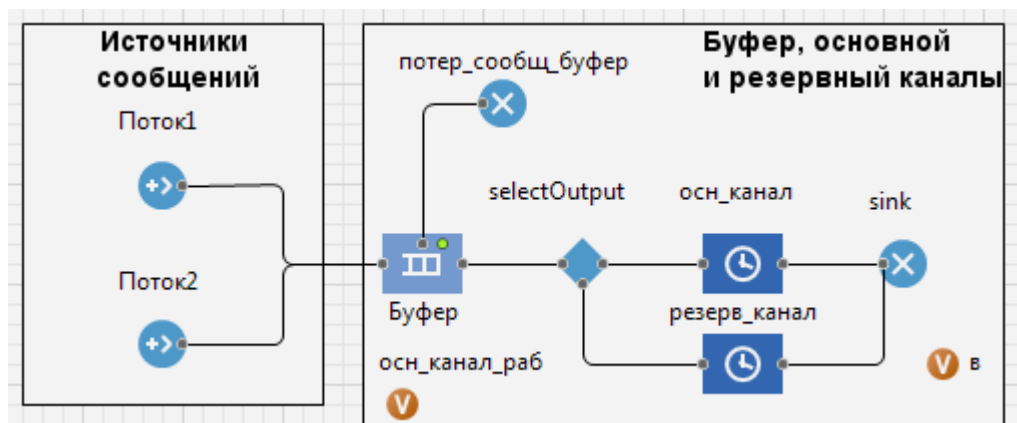 Источники
сообщений
Поток1
Поток2
Буфер, основной
и резервный каналы
потер_сообщ_буфер
selectOutput
осн_канал
sink
Буфер
резерв_канал
осн_канал_раб
V
V в